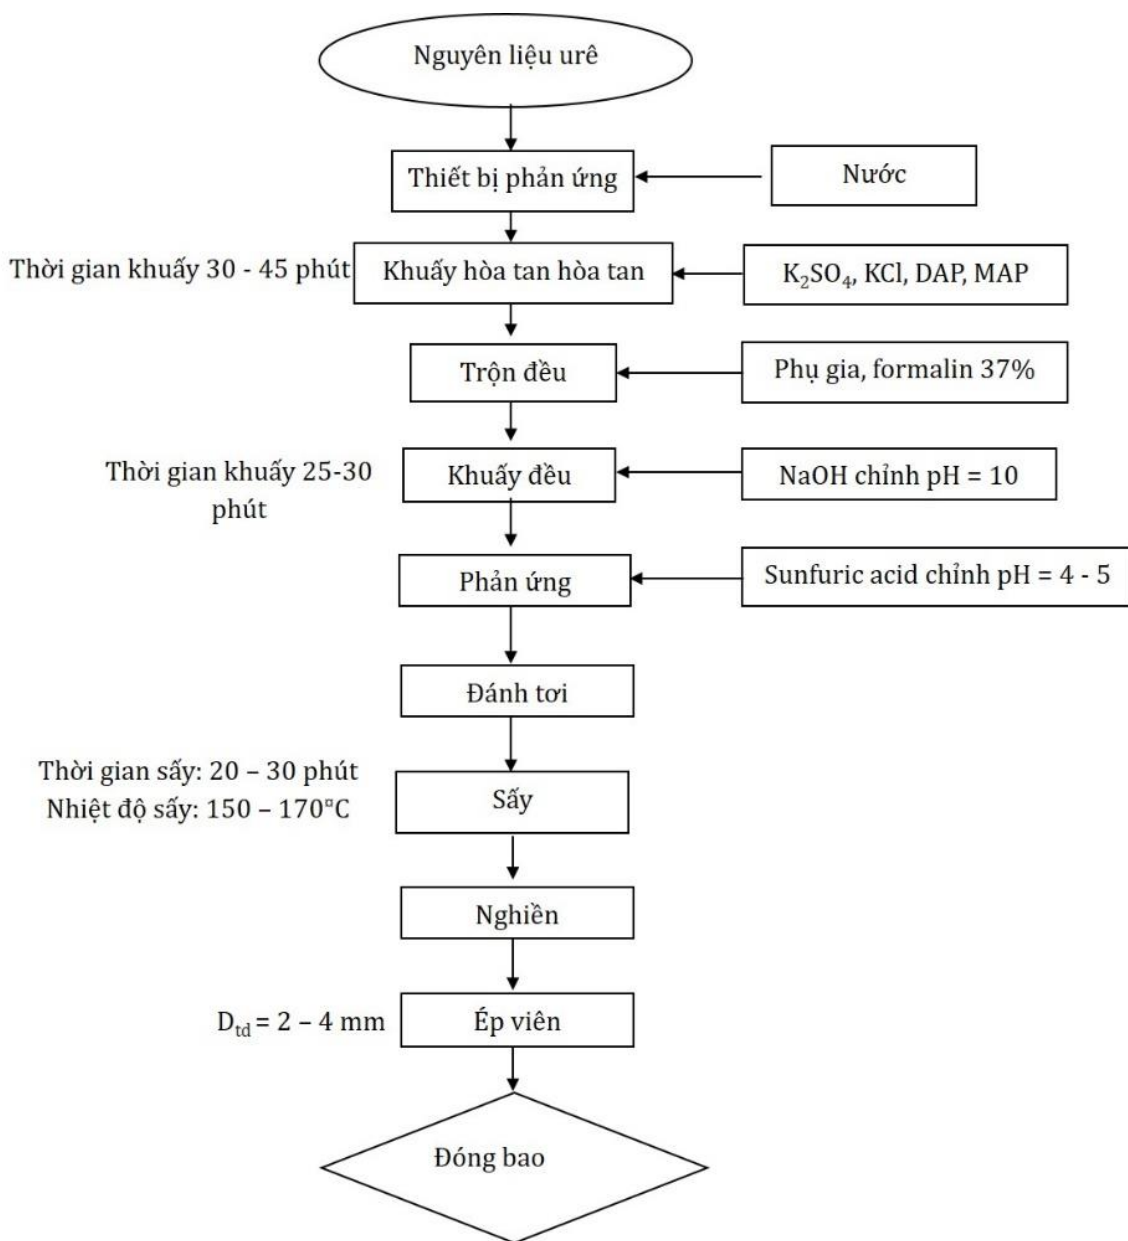 Nguyên liệu urê
Thiết bị phản ứng
Nước
Thời gian khuấy 30 - 45 phút
Khuấy hòa tan hòa tan
K₂SO₄, KCl, DAP, MAP
Trộn đều
Phụ gia, formalin 37%
Thời gian khuấy 25-30
phút
Khuấy đều
NaOH chỉnh pH = 10
Phản ứng
Sunfuric acid chỉnh pH = 4 - 5
Đánh tơi
Thời gian sấy: 20 – 30 phút
Nhiệt độ sấy: 150 – 170¤C
Sấy
Nghiền
D_td = 2 – 4 mm
Ép viên
Đóng bao